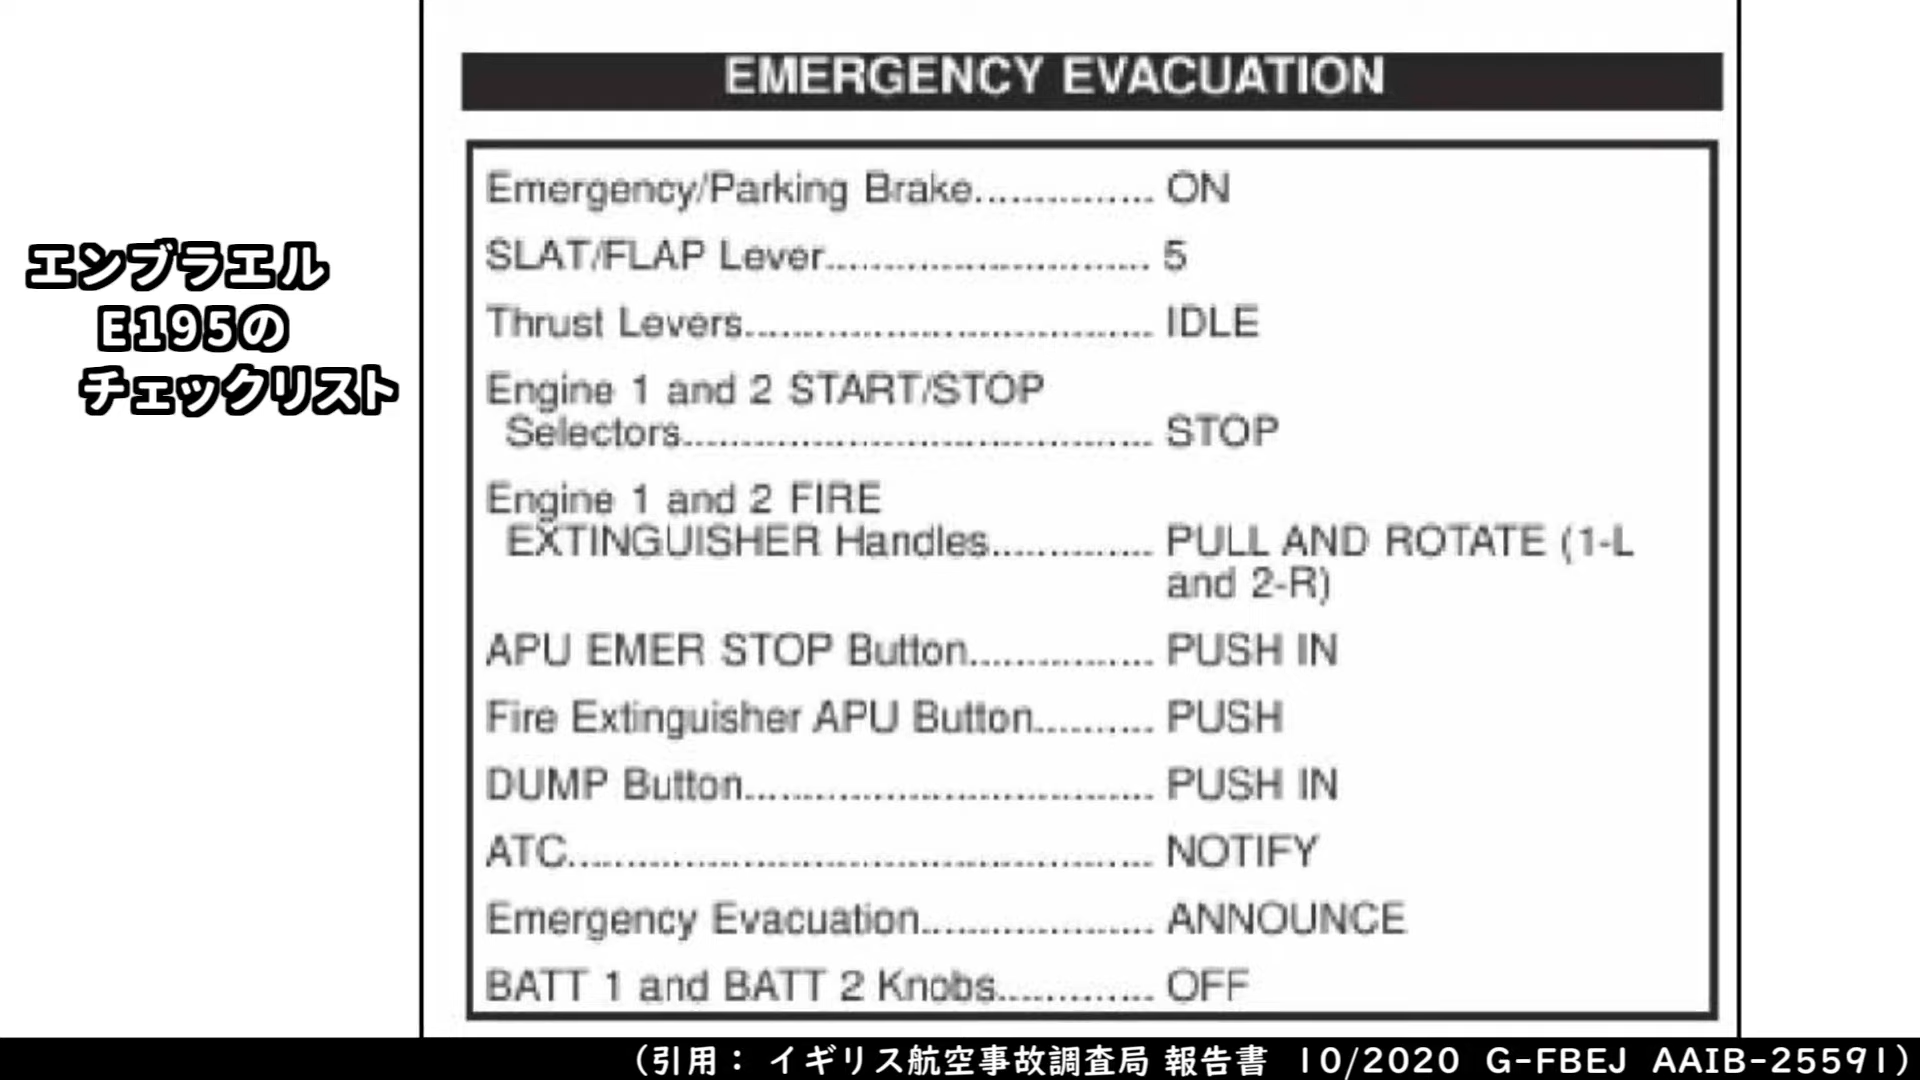 エンブラエル
E195の
チェックリスト
EMERGENCY EVACUATION
Emergency/Parking Brake............... ON
SLAT/FLAP Lever............................ 5
Thrust Levers................................... IDLE
Engine 1 and 2 START/STOP
Selectors........................................ STOP
Engine 1 and 2 FIRE
EXTINGUISHER Handles.............. PULL AND ROTATE (1-L
and 2-R)
APU EMER STOP Button................ PUSH IN
Fire Extinguisher APU Button.......... PUSH
DUMP Button................................... PUSH IN
ATC.................................................. NOTIFY
Emergency Evacuation.................... ANNOUNCE
BATT 1 and BATT 2 Knobs............. OFF
(引用： イギリス航空事故調査局 報告書 10/2020 G-FBEJ AAIB-25591)